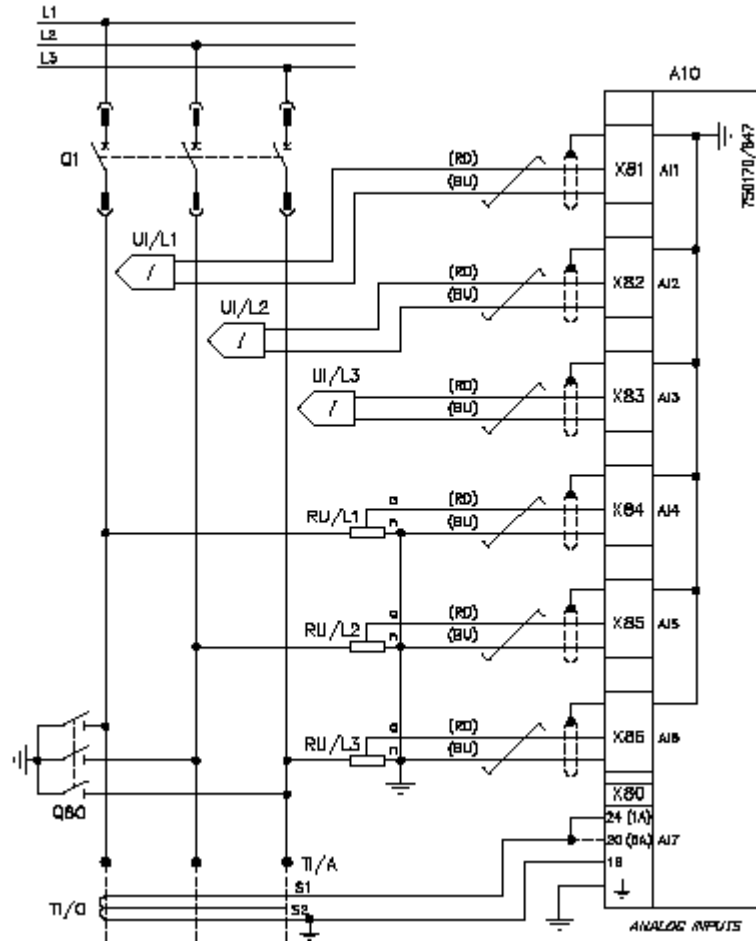 L1
L2
L3
A10
750170/847
Q1
(RD)
(BU)
X81 AI1
UI/L1
/
(RD)
(BU)
X82 AI2
UI/L2
/
(RD)
(BU)
X83 AI3
UI/L3
/
a (RD)
n (BU)
X84 AI4
RU/L1
a (RD)
n (BU)
X85 AI5
RU/L2
a (RD)
n (BU)
X86 AI6
RU/L3
X80
Q60
24 (1A)
20 (5A) AI7
18
TI/A
S1
TI/O
S2
ANALOG INPUTS